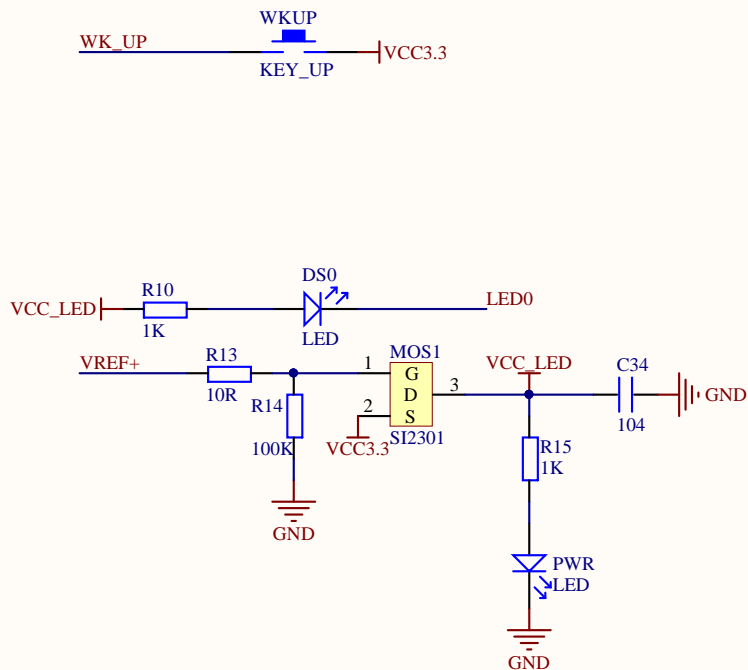 WKUP
WK_UP
VCC3.3
KEY_UP
DS0
R10
VCC_LED
LED0
1K
LED
MOS1
VREF+
R13
1
G
VCC_LED
C34
10R
D
3
GND
R14
2
S
104
100K
VCC3.3
SI2301
R15
1K
GND
PWR
LED
GND